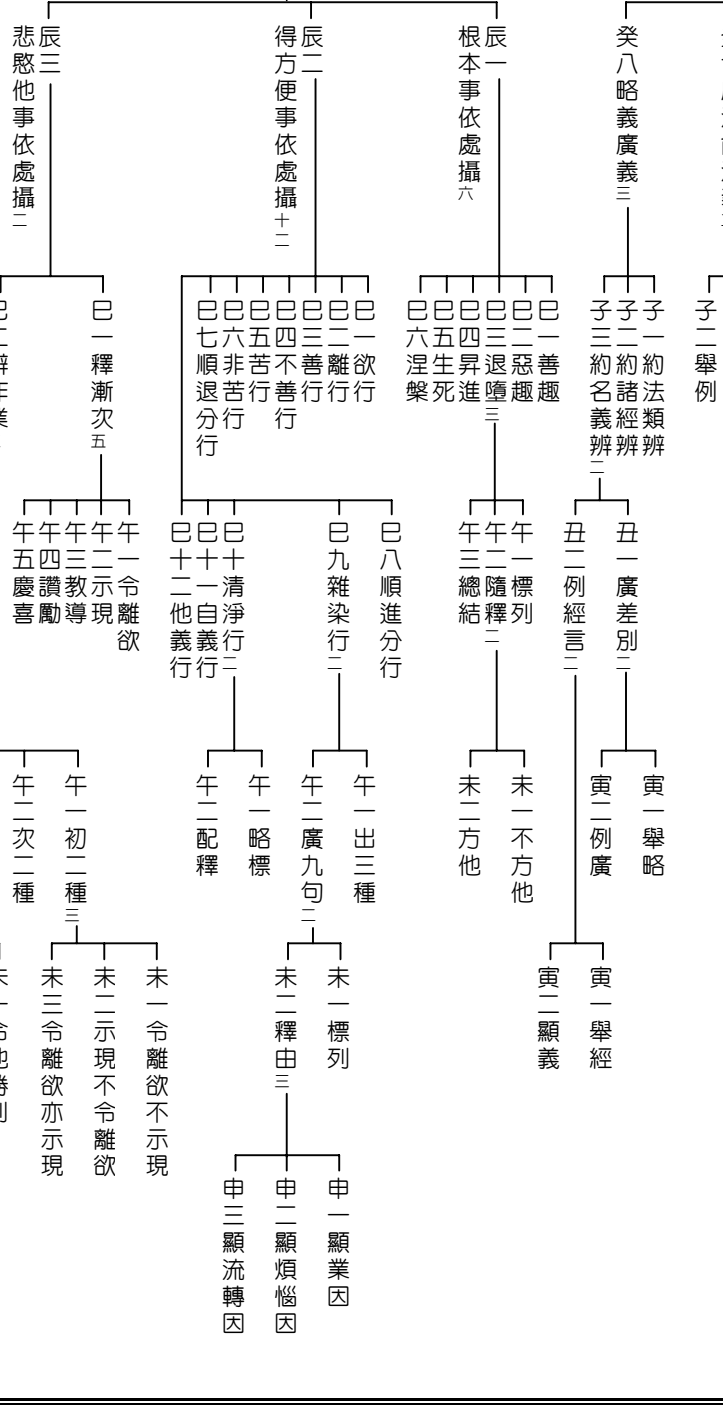 子二舉例
癸八略義廣義三
子一約法類辨
子二約諸經辨
子三約名義辨二
丑一廣差別二
寅一舉略
寅二例廣
丑二例經言二
寅一舉經
寅二顯義
辰一
根本事依處攝六
巳一善趣
巳二惡趣
巳三退墮三
午一標列
午二隨釋二
未一不方他
未二方他
午三總結
巳四昇進
巳五生死
巳六涅槃
辰二
得方便事依處攝十二
巳一欲行
巳二離行
巳三善行
巳四不善行
巳五苦行
巳六非苦行
巳七順退分行
巳八順進分行
巳九雜染行二
午一出三種
午二廣九句二
未一標列
未二釋由三
申一顯業因
申二顯煩惱因
申三顯流轉因
巳十清淨行二
午一略標
午二配釋
巳十一自義行
巳十二他義行
辰三
悲愍他事依處攝二
巳一釋漸次五
午一令離欲
午二示現
午三教導
午四讚勵
午五慶喜
午一初二種三
未一令離欲不示現
未二示現不令離欲
未三令離欲亦示現
午二次二種